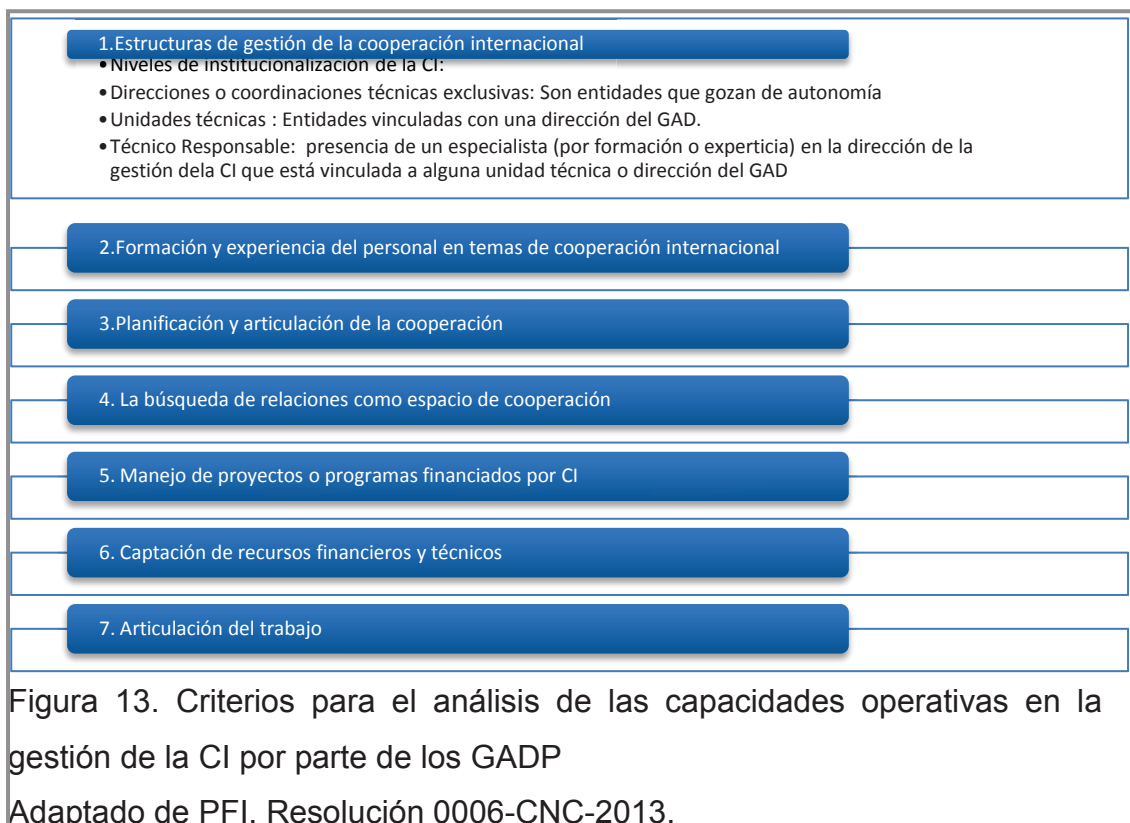 1.Estructuras de gestión de la cooperación internacional
•Niveles de institucionalización de la CI:
•Direcciones o coordinaciones técnicas exclusivas: Son entidades que gozan de autonomía
•Unidades técnicas : Entidades vinculadas con una dirección del GAD.
•Técnico Responsable: presencia de un especialista (por formación o experticia) en la dirección de la
gestión dela CI que está vinculada a alguna unidad técnica o dirección del GAD
2.Formación y experiencia del personal en temas de cooperación internacional
3.Planificación y articulación de la cooperación
4. La búsqueda de relaciones como espacio de cooperación
5. Manejo de proyectos o programas financiados por CI
6. Captación de recursos financieros y técnicos
7. Articulación del trabajo
Figura 13. Criterios para el análisis de las capacidades operativas en la
gestión de la CI por parte de los GADP
Adaptado de PFI. Resolución 0006-CNC-2013.